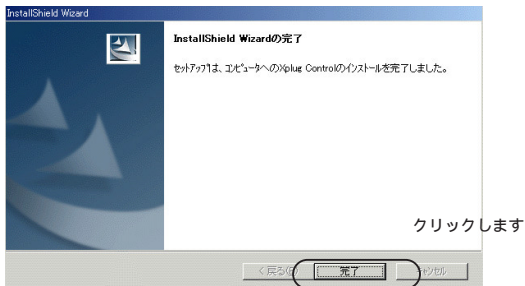 InstallShield Wizard
InstallShield Wizardの完了
ｾｯﾄｱｯﾌﾟは、ｺﾝﾋﾟｭｰﾀへのXplug Controlのｲﾝｽﾄｰﾙを完了しました。
クリックします
< 戻る(B) 完了 ｷｬﾝｾﾙ